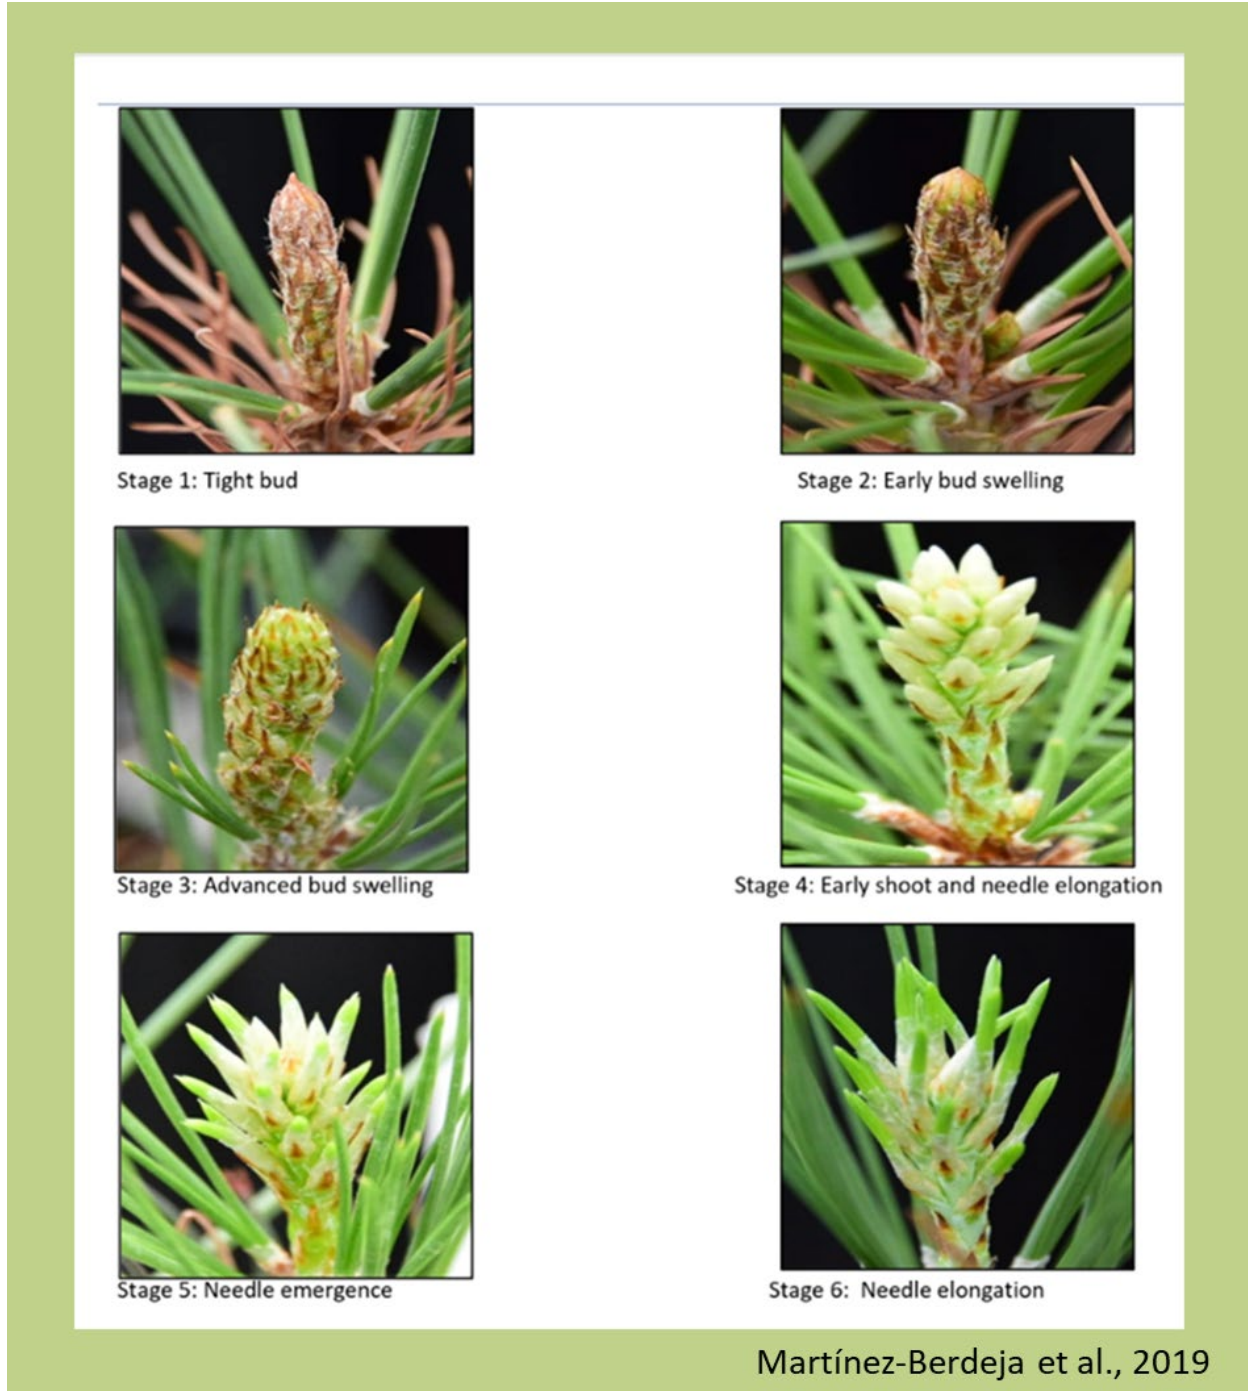 Stage 1: Tight bud
Stage 2: Early bud swelling
Stage 3: Advanced bud swelling
Stage 4: Early shoot and needle elongation
Stage 5: Needle emergence
Stage 6: Needle elongation
Martínez-Berdeja et al., 2019